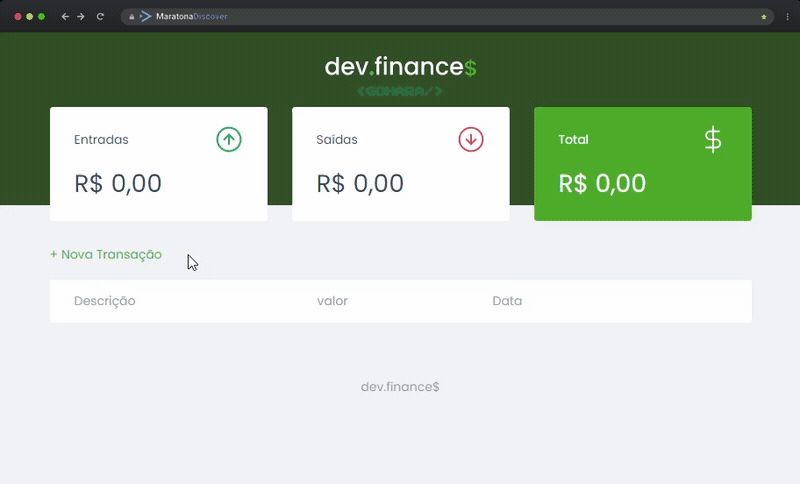 MaratonaDiscover
dev.finance$
<GOHARA/>
Entradas
R$ 0,00
Saídas
R$ 0,00
Total
$
R$ 0,00
+ Nova Transação
Descrição valor Data
dev.finance$